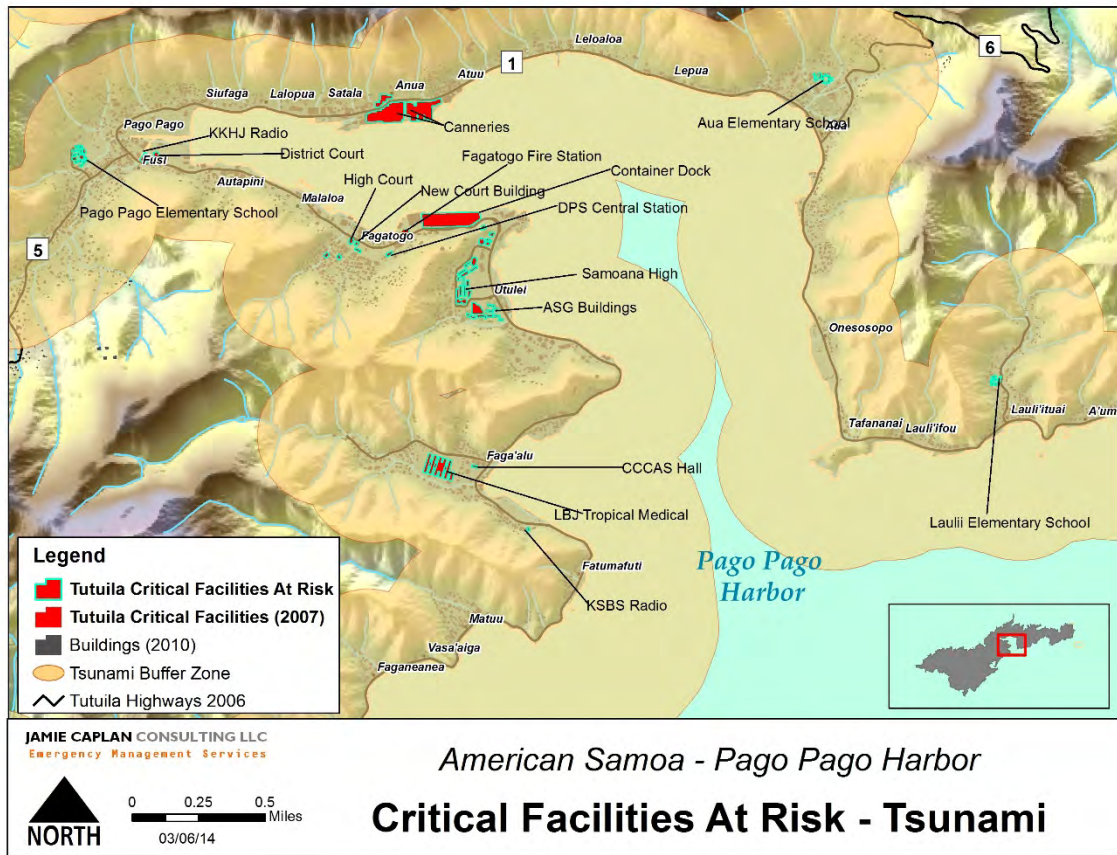 Leloaloa
1
6
Atuu
Anua
Lepua
Siufaga
Lalopua
Satala
Canneries
Aua Elementary School
Aua
Pago Pago
KKHJ Radio
Fusi
District Court
Fagatogo Fire Station
Autapini
High Court
New Court Building
Container Dock
Malaloa
DPS Central Station
Pago Pago Elementary School
Fagatogo
5
Samoana High
Utulei
ASG Buildings
Onesosopo
Lauli'ituai
A'um
Tafananai
Lauli'ifou
Faga'alu
CCCAS Hall
LBJ Tropical Medical
Laulii Elementary School
Pago Pago
Harbor
Fatumafuti
KSBS Radio
Matuu
Vasa'aiga
Faganeanea
Legend
Tutuila Critical Facilities At Risk
Tutuila Critical Facilities (2007)
Buildings (2010)
Tsunami Buffer Zone
Tutuila Highways 2006
JAMIE CAPLAN CONSULTING LLC
Emergency Management Services
NORTH
0 0.25 0.5
Miles
03/06/14
American Samoa - Pago Pago Harbor
Critical Facilities At Risk - Tsunami